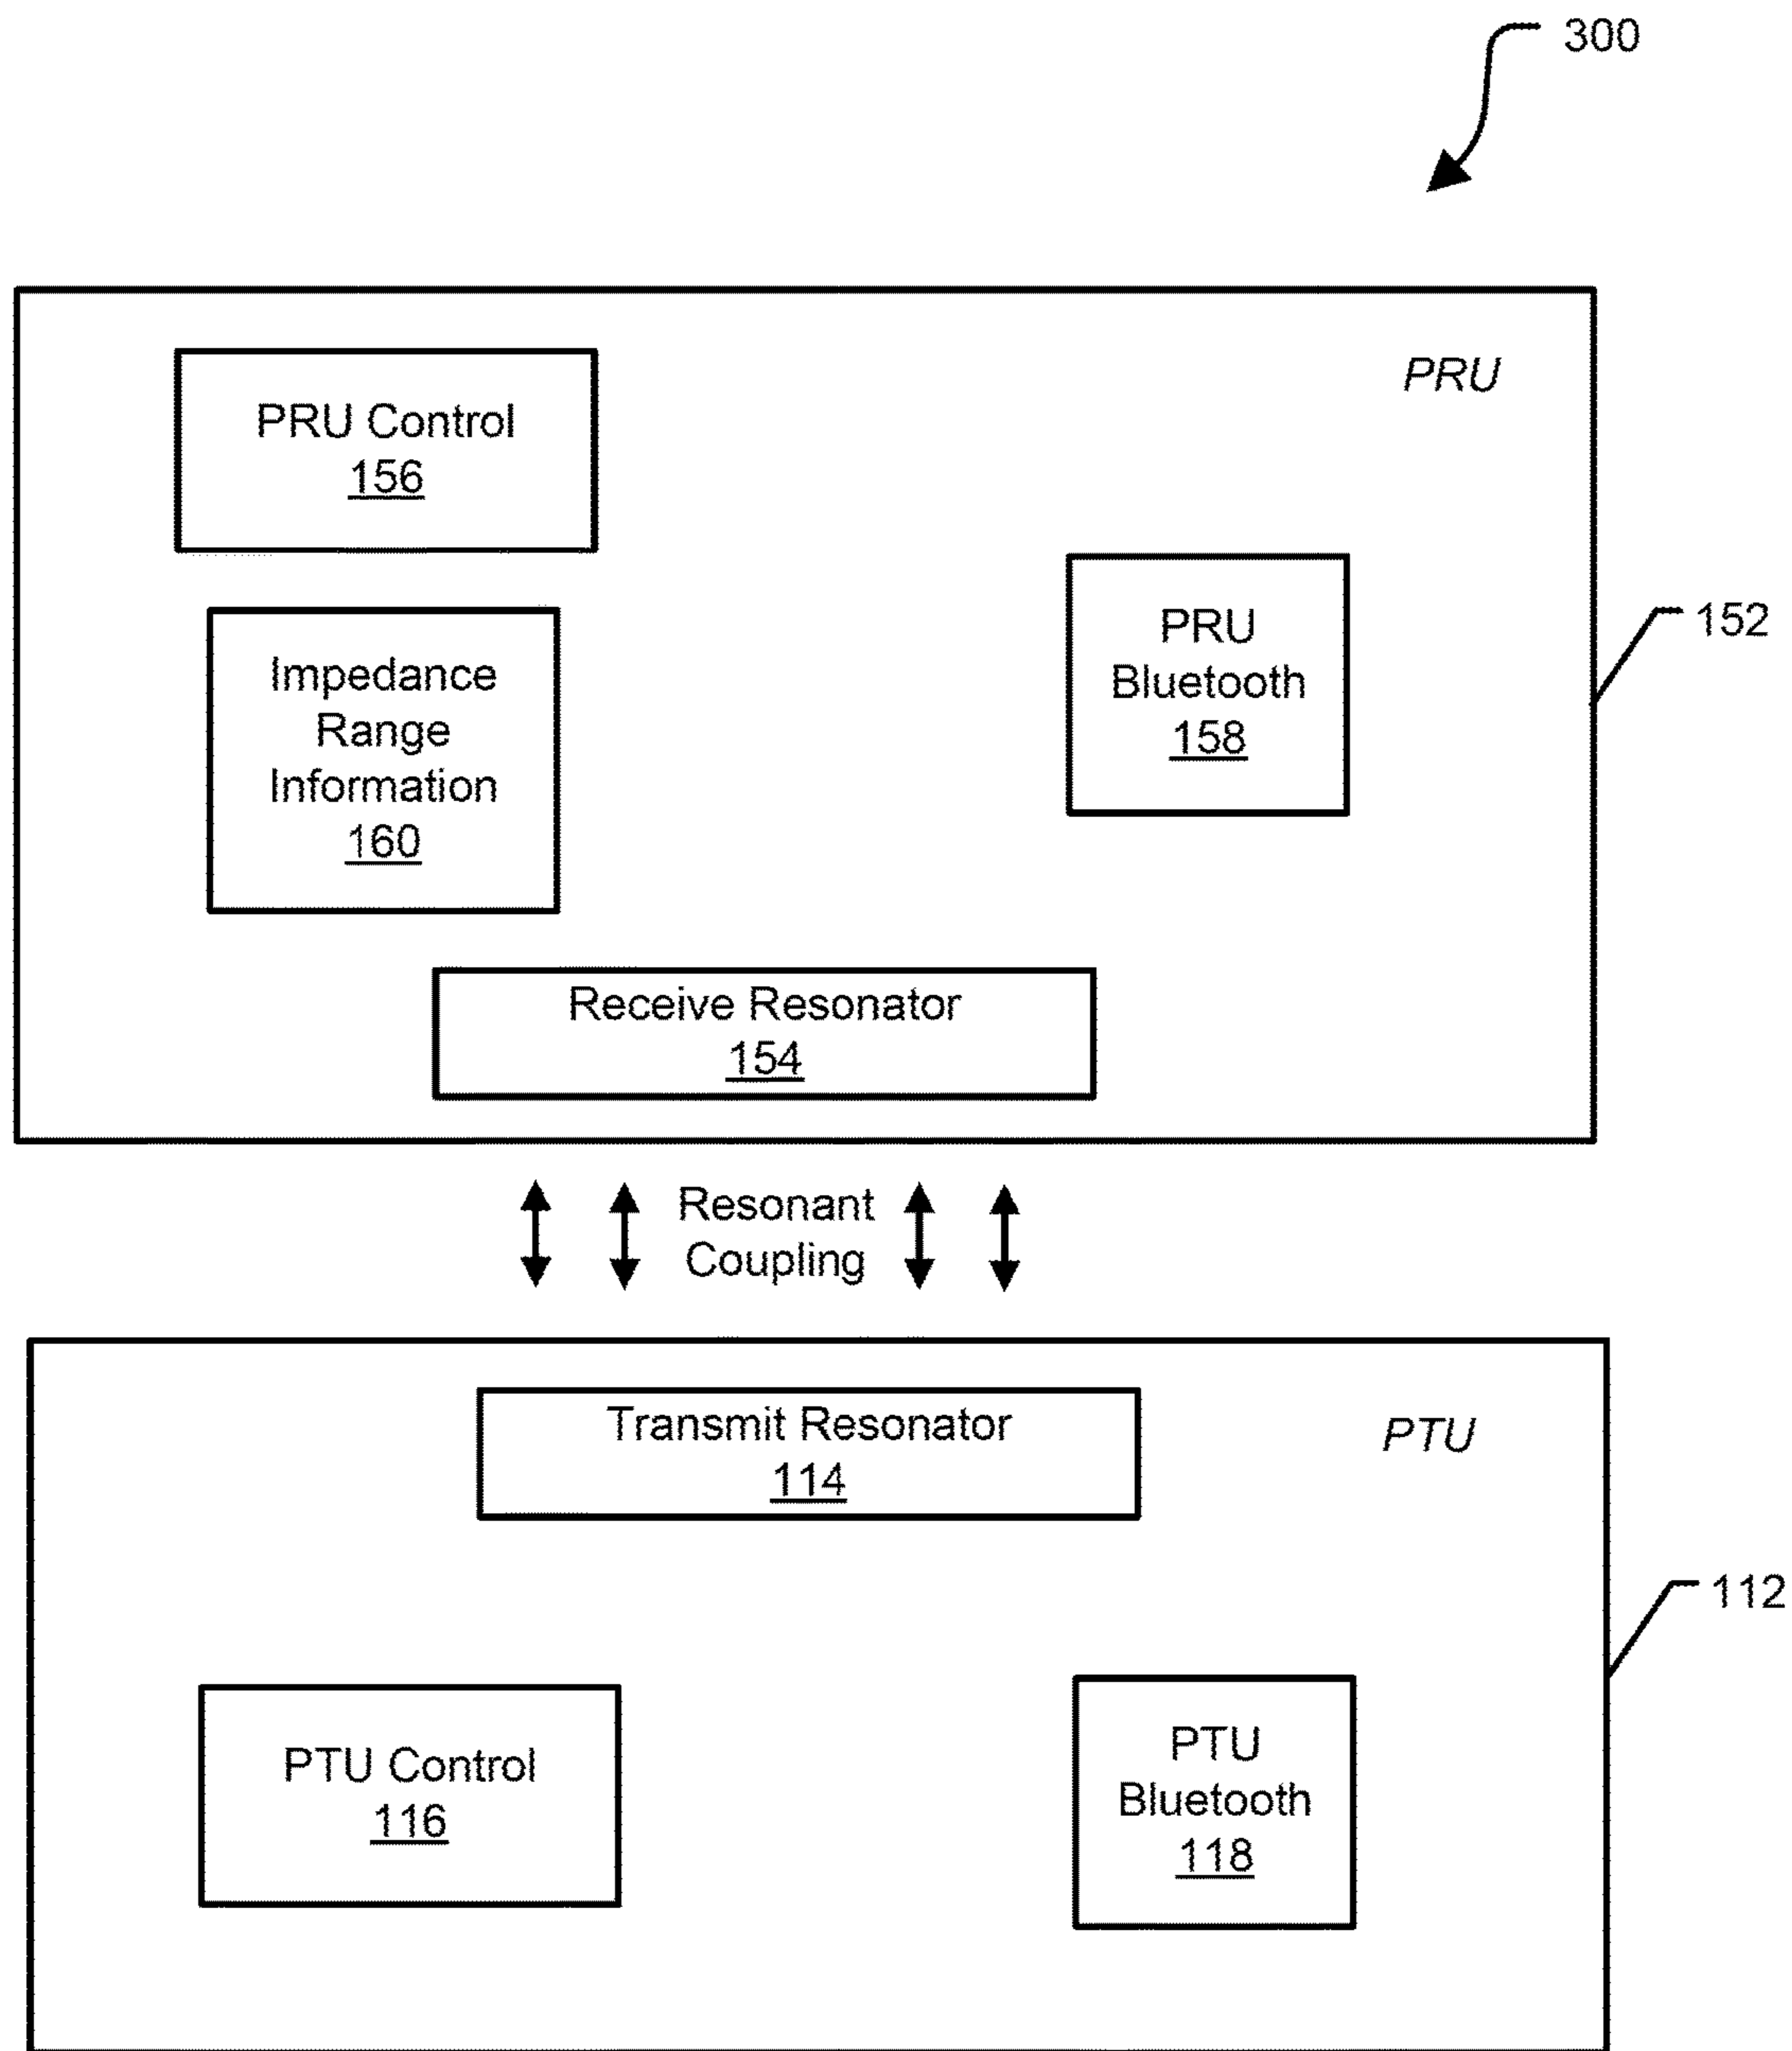 300
PRU
PRU Control
156
Impedance
Range
Information
160
PRU
Bluetooth
158
152
Receive Resonator
154
Resonant
Coupling
Transmit Resonator
114
PTU
112
PTU Control
116
PTU
Bluetooth
118